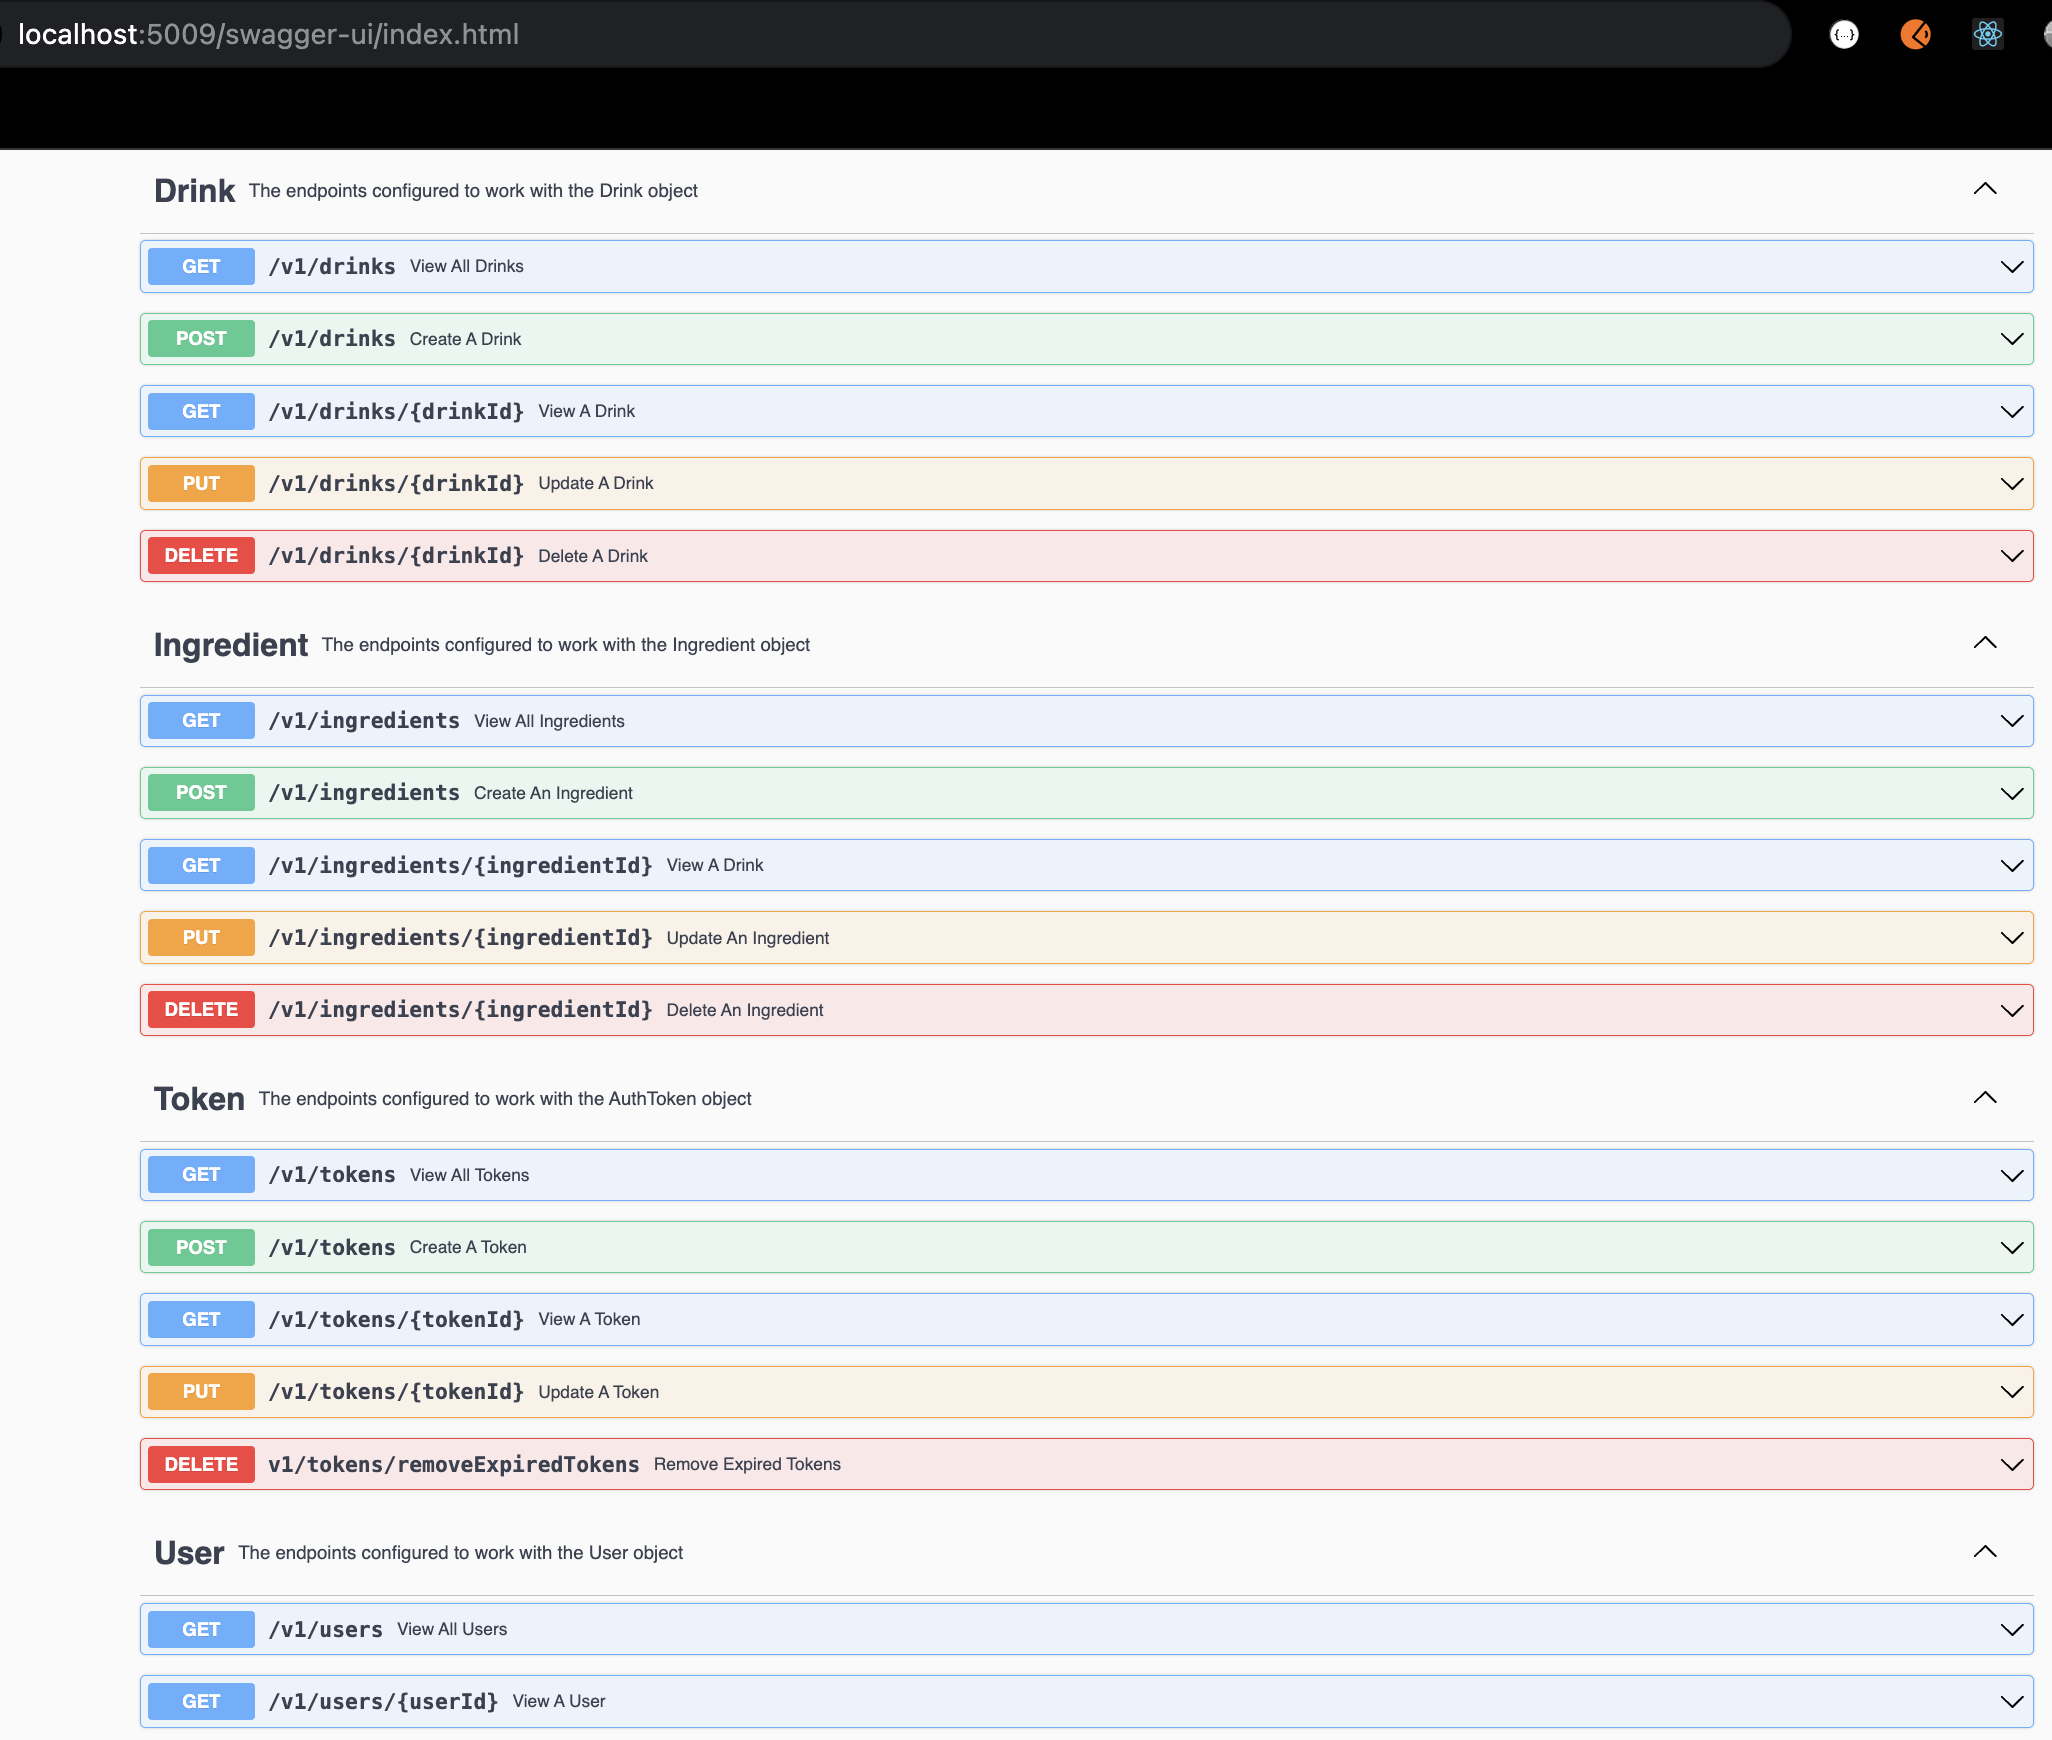 localhost:5009/swagger-ui/index.html
{...}
Drink The endpoints configured to work with the Drink object
GET /v1/drinks View All Drinks
POST /v1/drinks Create A Drink
GET /v1/drinks/{drinkId} View A Drink
PUT /v1/drinks/{drinkId} Update A Drink
DELETE /v1/drinks/{drinkId} Delete A Drink
Ingredient The endpoints configured to work with the Ingredient object
GET /v1/ingredients View All Ingredients
POST /v1/ingredients Create An Ingredient
GET /v1/ingredients/{ingredientId} View A Drink
PUT /v1/ingredients/{ingredientId} Update An Ingredient
DELETE /v1/ingredients/{ingredientId} Delete An Ingredient
Token The endpoints configured to work with the AuthToken object
GET /v1/tokens View All Tokens
POST /v1/tokens Create A Token
GET /v1/tokens/{tokenId} View A Token
PUT /v1/tokens/{tokenId} Update A Token
DELETE v1/tokens/removeExpiredTokens Remove Expired Tokens
User The endpoints configured to work with the User object
GET /v1/users View All Users
GET /v1/users/{userId} View A User